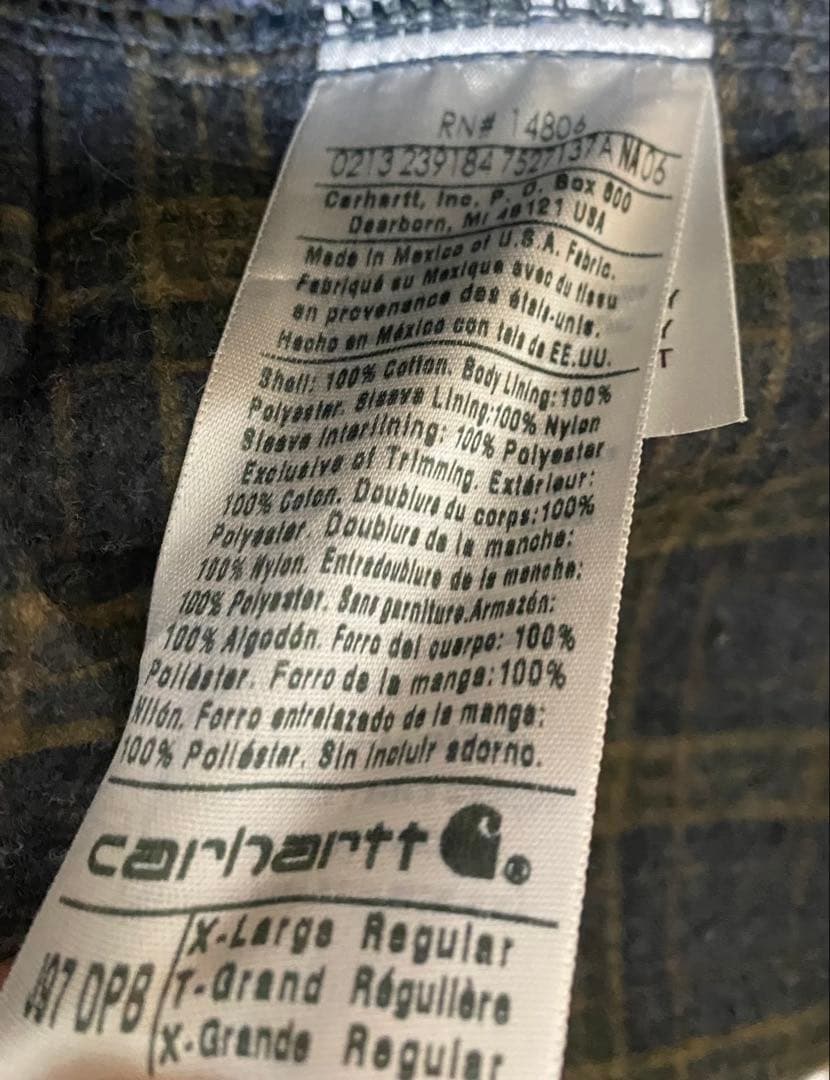 RN# 14806
0213 239184 7527137A NA06
Carhartt, Inc. P. O. Box 600
Dearborn, MI 48121 USA
Made In Mexico of U.S.A. Fabric.
Fabriqué au Mexique avec du tissu
en provenance des états-unis.
Hecho en México con tela de EE.UU.
Shell: 100% Cotton. Body Lining: 100%
Polyester. Sleeve Lining:100% Nylon
Sleeve Interlining: 100% Polyester
Exclusive of Trimming. Extérieur:
100% Coton. Doublure du corps:100%
Polyester. Doublure de la manche:
100% Nylon. Entredoublure de la manche:
100% Polyester. Sans garniture.Armazón:
100% Algodón. Forro del cuerpo: 100%
Poliéster. Forro de la manga:100%
Nilón. Forro entrelazado de la manga:
100% Poliéster. Sin incluir adorno.
carhartt ®
J97 DPB
X-Large Regular
T-Grand Régulière
X-Grande Regular